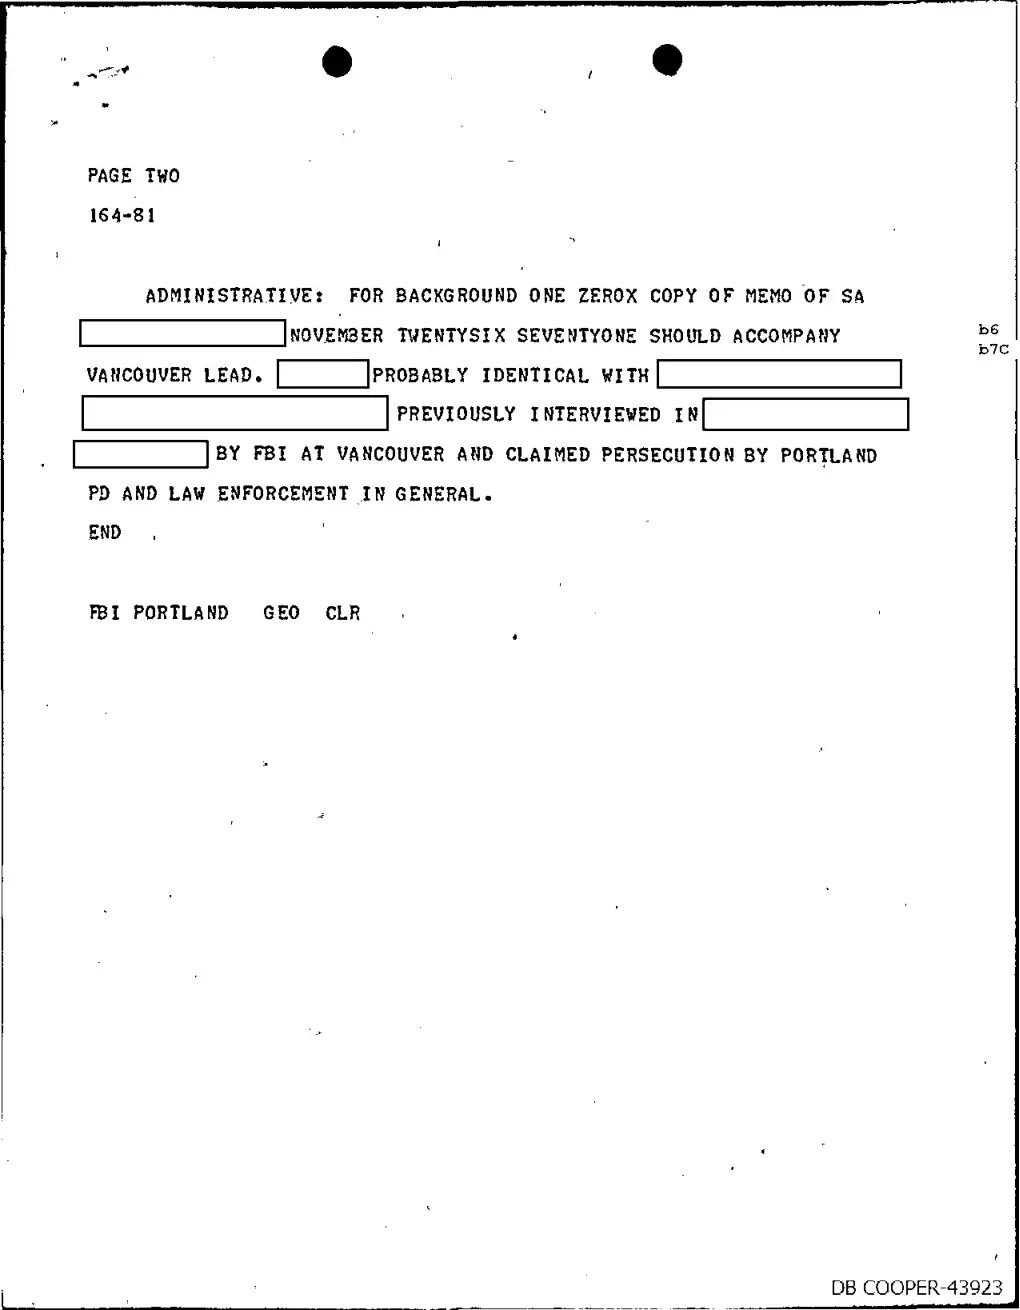 PAGE TWO
164-81
ADMINISTRATIVE: FOR BACKGROUND ONE ZEROX COPY OF MEMO OF SA
NOVEMBER TWENTYSIX SEVENTYONE SHOULD ACCOMPANY
b6
b7C
VANCOUVER LEAD. PROBABLY IDENTICAL WITH
PREVIOUSLY INTERVIEWED IN
BY FBI AT VANCOUVER AND CLAIMED PERSECUTION BY PORTLAND
PD AND LAW ENFORCEMENT IN GENERAL.
END
FBI PORTLAND GEO CLR
DB COOPER-43923